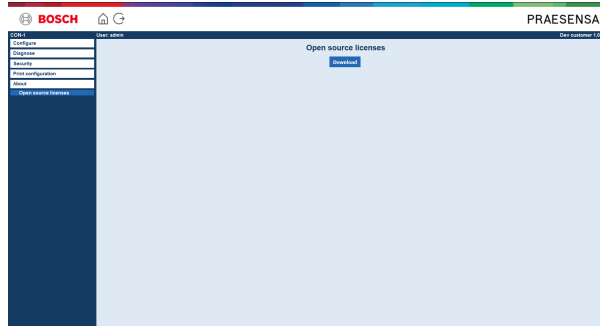 BOSCH
PRAESENSA
CON-1
User: admin
Dev customer 1.0
Configure
Diagnose
Security
Print configuration
About
Open source licenses
Open source licenses
Download